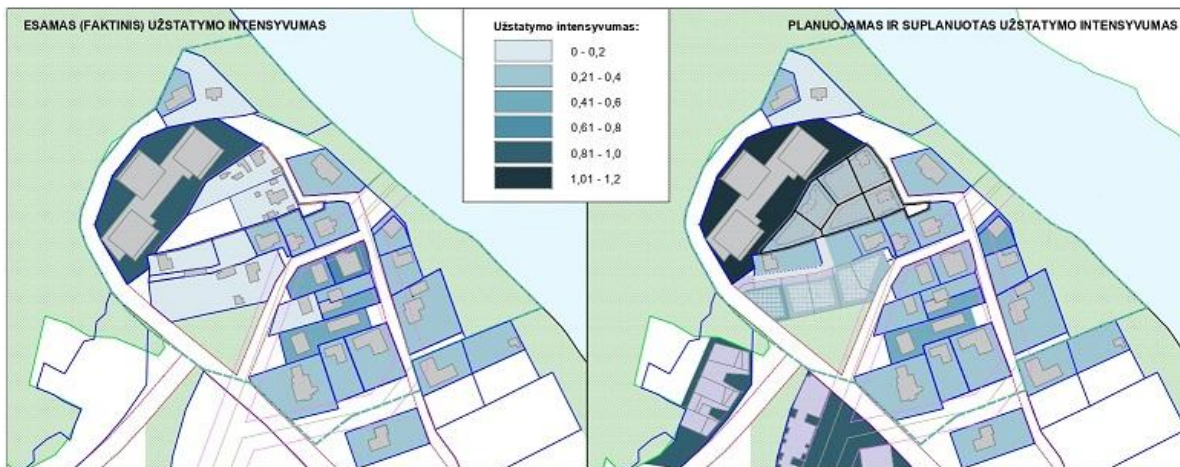 ESAMAS (FAKTINIS) UŽSTATYMO INTENSYVUMAS
Užstatymo intensyvumas:
0 - 0,2
0,21 - 0,4
0,41 - 0,6
0,61 - 0,8
0,81 - 1,0
1,01 - 1,2
PLANUOJAMAS IR SUPLANUOTAS UŽSTATYMO INTENSYVUMAS